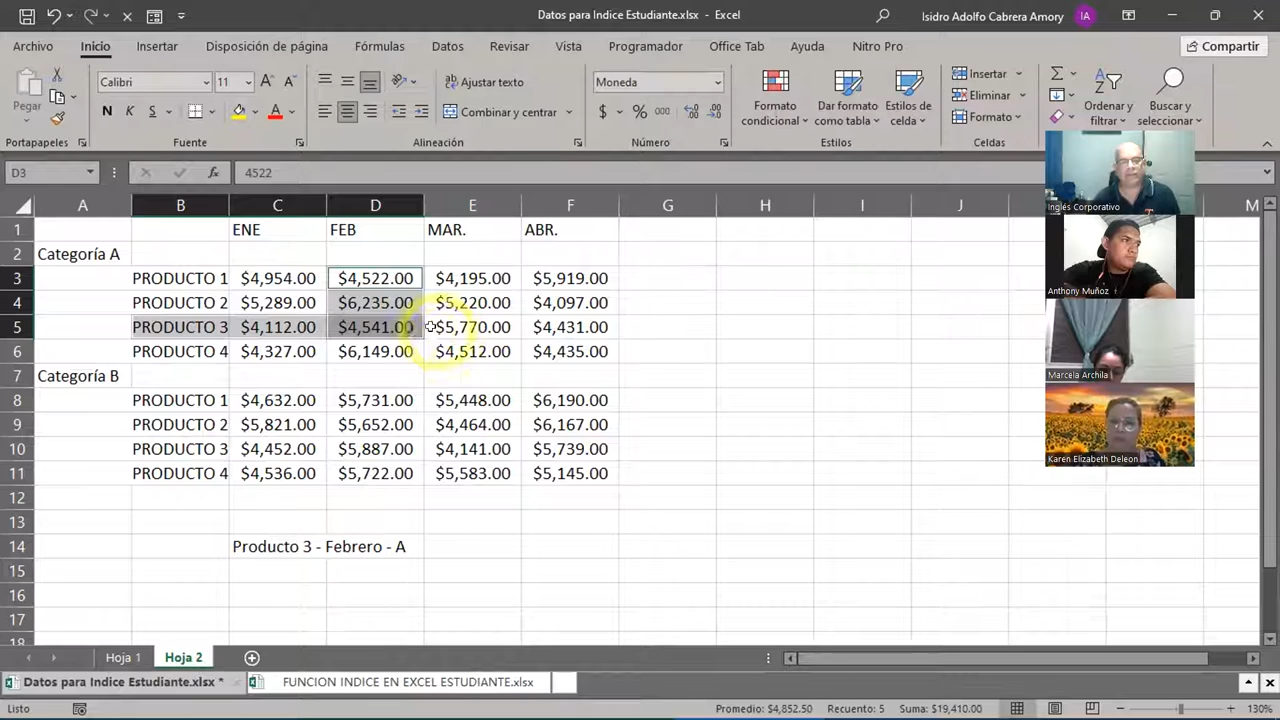 Datos para Indice Estudiante.xlsx - Excel
Isidro Adolfo Cabrera Amory
IA
Archivo Inicio Insertar Disposición de página Fórmulas Datos Revisar Vista Programador Office Tab Ayuda Nitro Pro
Compartir
Pegar
Calibri 11
N K S
Ajustar texto
Combinar y centrar
Moneda
$ % 000
Formato condicional
Dar formato como tabla
Estilos de celda
Insertar
Eliminar
Formato
Ordenar y filtrar
Buscar y seleccionar
Portapapeles Fuente Alineación Número Estilos Celdas
D3 fx 4522
A B C D E F G H I J K M
1 ENE FEB MAR. ABR.
2 Categoría A
3 PRODUCTO 1 $4,954.00 $4,522.00 $4,195.00 $5,919.00
4 PRODUCTO 2 $5,289.00 $6,235.00 $5,220.00 $4,097.00
5 PRODUCTO 3 $4,112.00 $4,541.00 $5,770.00 $4,431.00
6 PRODUCTO 4 $4,327.00 $6,149.00 $4,512.00 $4,435.00
7 Categoría B
8 PRODUCTO 1 $4,632.00 $5,731.00 $5,448.00 $6,190.00
9 PRODUCTO 2 $5,821.00 $5,652.00 $4,464.00 $6,167.00
10 PRODUCTO 3 $4,452.00 $5,887.00 $4,141.00 $5,739.00
11 PRODUCTO 4 $4,536.00 $5,722.00 $5,583.00 $5,145.00
12
13
14 Producto 3 - Febrero - A
15
16
17
18
Inglés Corporativo
Anthony Muñoz
Marcela Archila
Karen Elizabeth Deleon
Hoja 1 Hoja 2
Datos para Indice Estudiante.xlsx * FUNCION INDICE EN EXCEL ESTUDIANTE.xlsx
Listo Promedio: $4,852.50 Recuento: 5 Suma: $19,410.00 130%